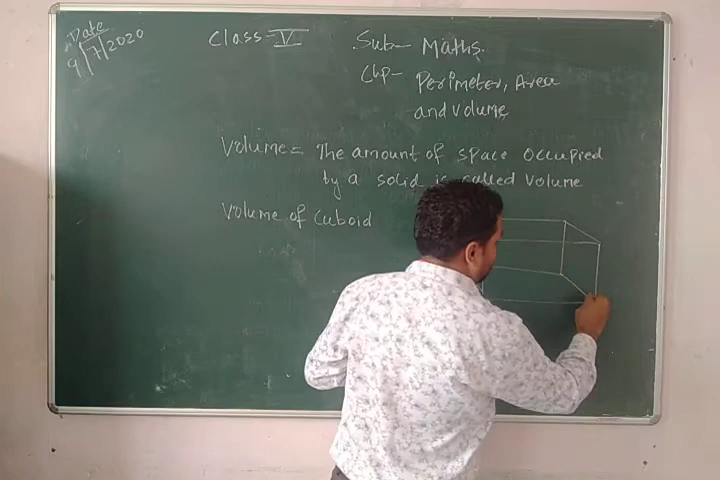 Date
9/7/2020
Class-V
Sub- Maths.
Chp- Perimeter, Area
and Volume
Volume = The amount of space occupied
by a solid is called Volume
Volume of Cuboid